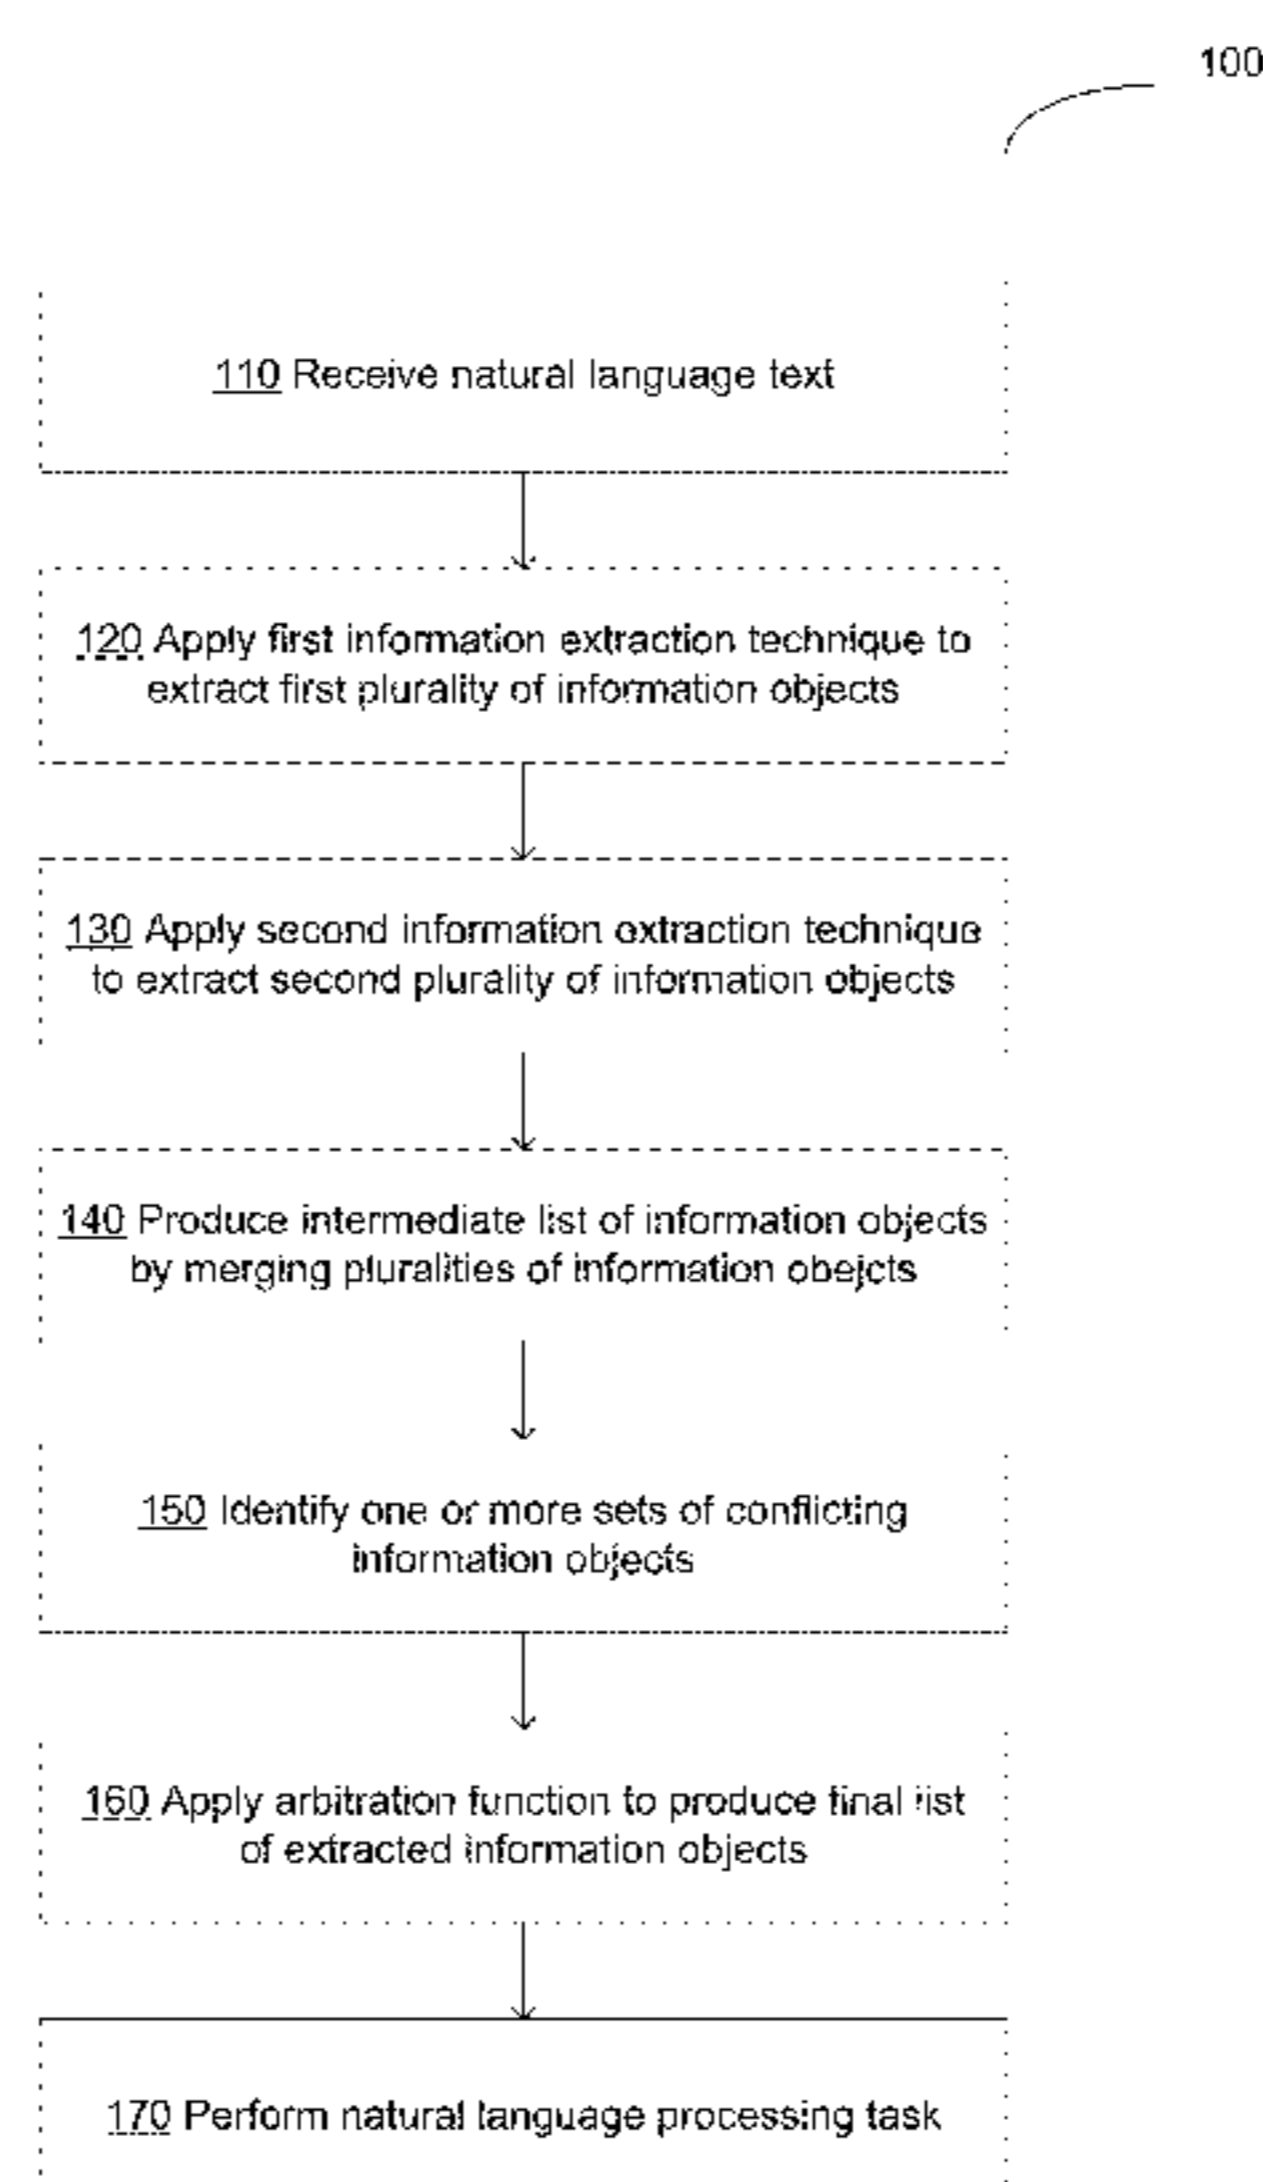 100
110 Receive natural language text
120 Apply first information extraction technique to
extract first plurality of information objects
130 Apply second information extraction technique
to extract second plurality of information objects
140 Produce intermediate list of information objects
by merging pluralities of information obejcts
150 Identify one or more sets of conflicting
information objects
160 Apply arbitration function to produce final list
of extracted information objects
170 Perform natural language processing task